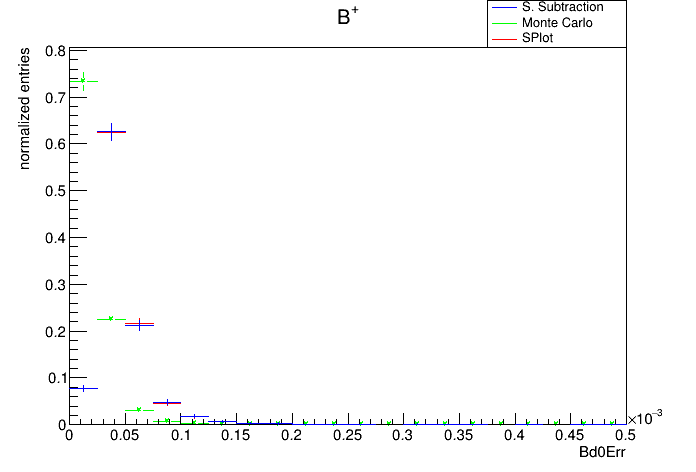 B+
S. Subtraction
Monte Carlo
SPlot
normalized entries
0.8
0.7
0.6
0.5
0.4
0.3
0.2
0.1
0
0 0.05 0.1 0.15 0.2 0.25 0.3 0.35 0.4 0.45 0.5
×10⁻³
Bd0Err